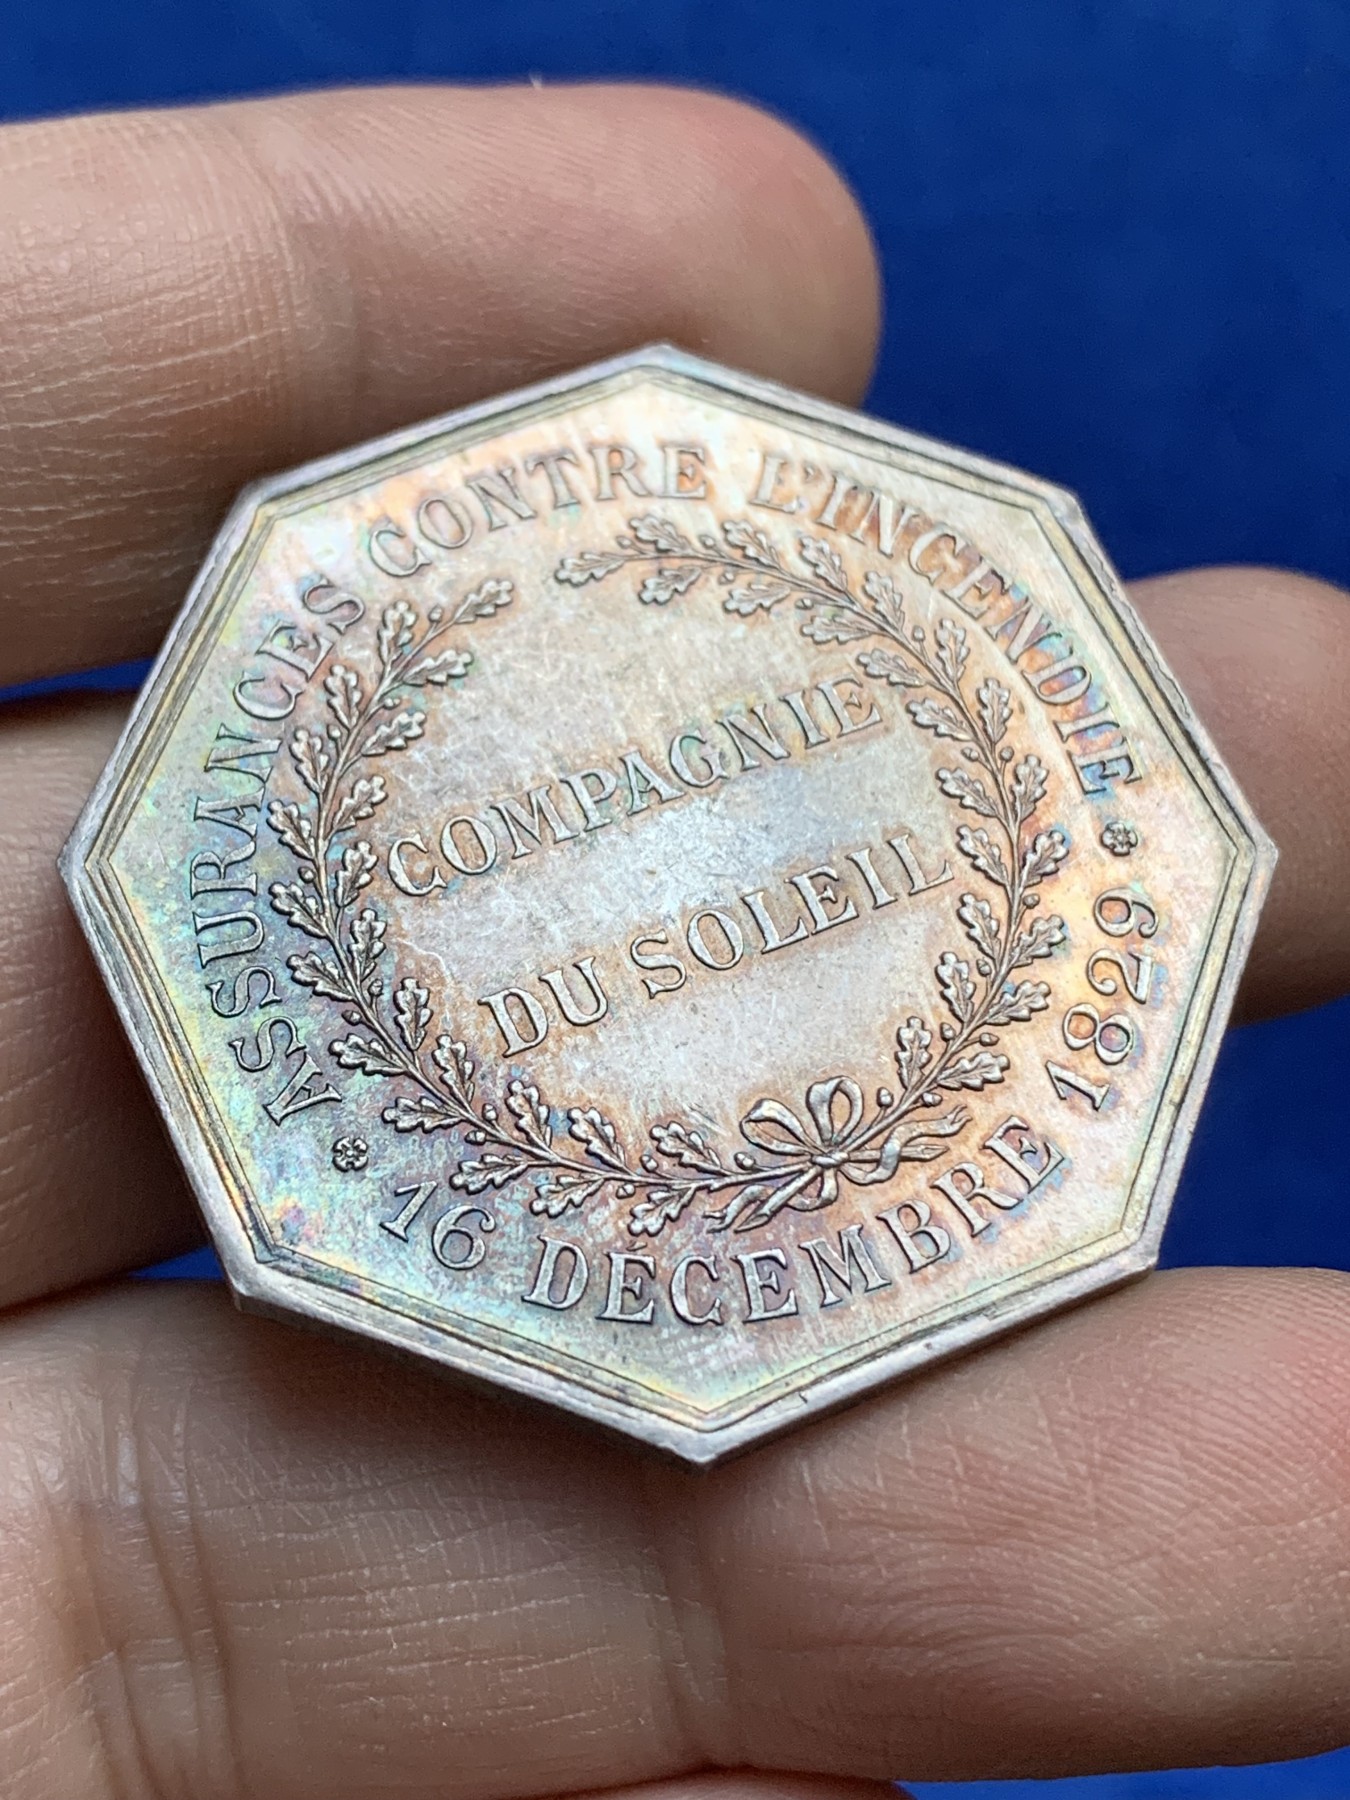 ASSURANCES CONTRE L'INCENDIE
COMPAGNIE
DU SOLEIL
16 DÉCEMBRE 1829